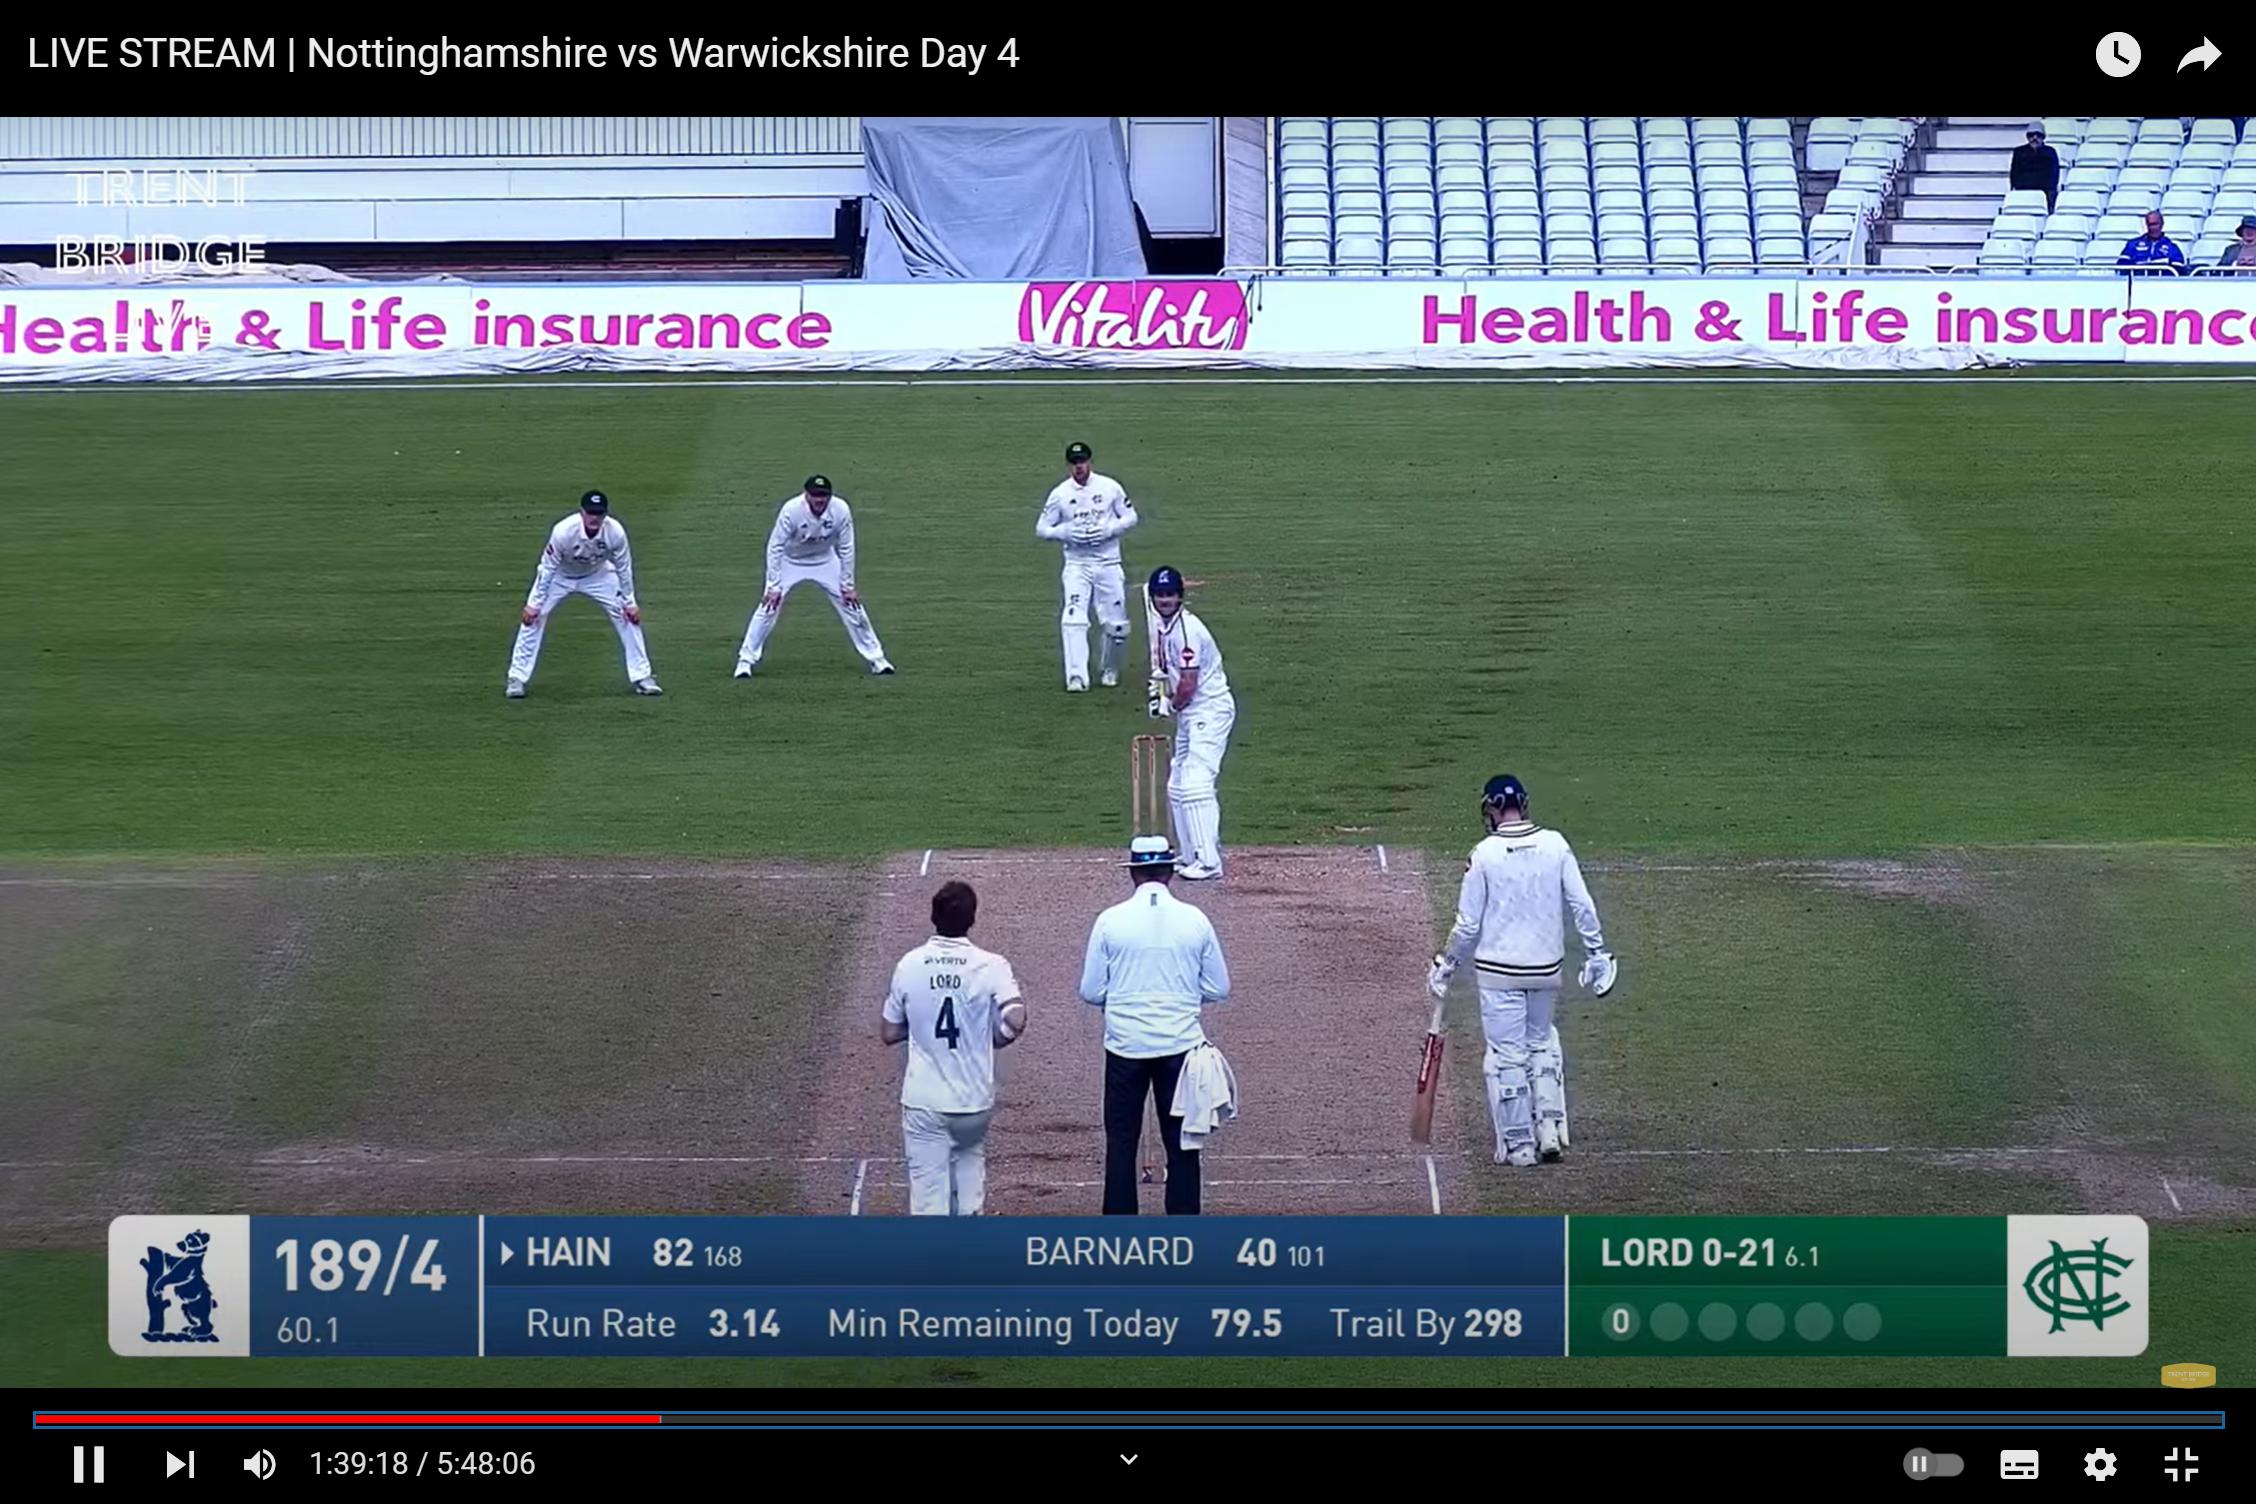 LIVE STREAM | Nottinghamshire vs Warwickshire Day 4
TRENT
BRIDGE
Health & Life insurance
Vitality
Health & Life insuranc
VERTU
LORD
4
189/4
60.1
HAIN 82 168 BARNARD 40 101
Run Rate 3.14 Min Remaining Today 79.5 Trail By 298
LORD 0-21 6.1
0
1:39:18 / 5:48:06